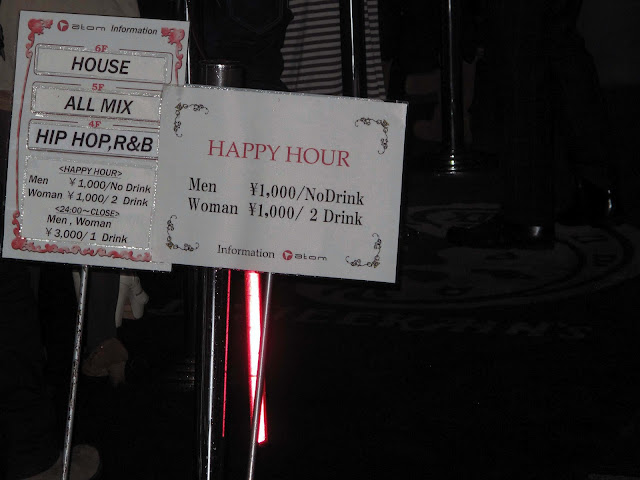 atom Information
6F
HOUSE
5F
ALL MIX
4F
HIP HOP,R&B
<HAPPY HOUR>
Men ￥1,000/No Drink
Woman ￥1,000/ 2 Drink
<24:00～CLOSE>
Men , Woman
￥3,000/1 Drink
HAPPY HOUR
Men ¥1,000/NoDrink
Woman ¥1,000/ 2 Drink
Information atom